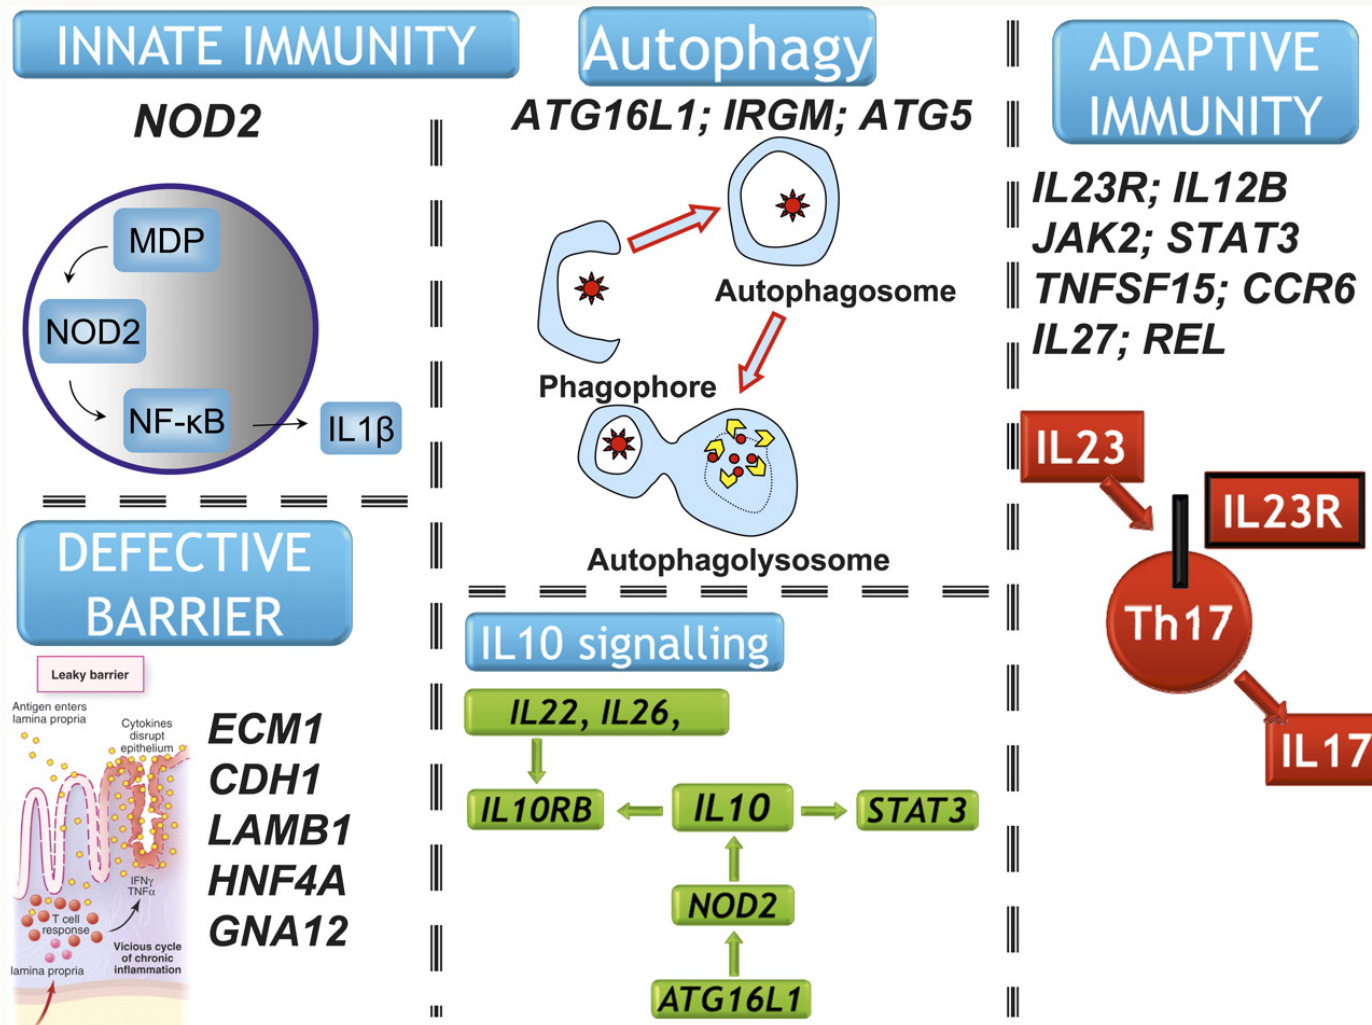 INNATE IMMUNITY
NOD2
MDP
NOD2
NF-κB
IL1β
DEFECTIVE
BARRIER
Leaky barrier
Antigen enters
lamina propria
Cytokines
disrupt
epithelium
IFNγ
TNFα
T cell
response
Vicious cycle
of chronic
inflammation
lamina propria
ECM1
CDH1
LAMB1
HNF4A
GNA12
Autophagy
ATG16L1; IRGM; ATG5
Autophagosome
Phagophore
Autophagolysosome
IL10 signalling
IL22, IL26,
IL10RB
IL10
STAT3
NOD2
ATG16L1
ADAPTIVE
IMMUNITY
IL23R; IL12B
JAK2; STAT3
TNFSF15; CCR6
IL27; REL
IL23
IL23R
Th17
IL17